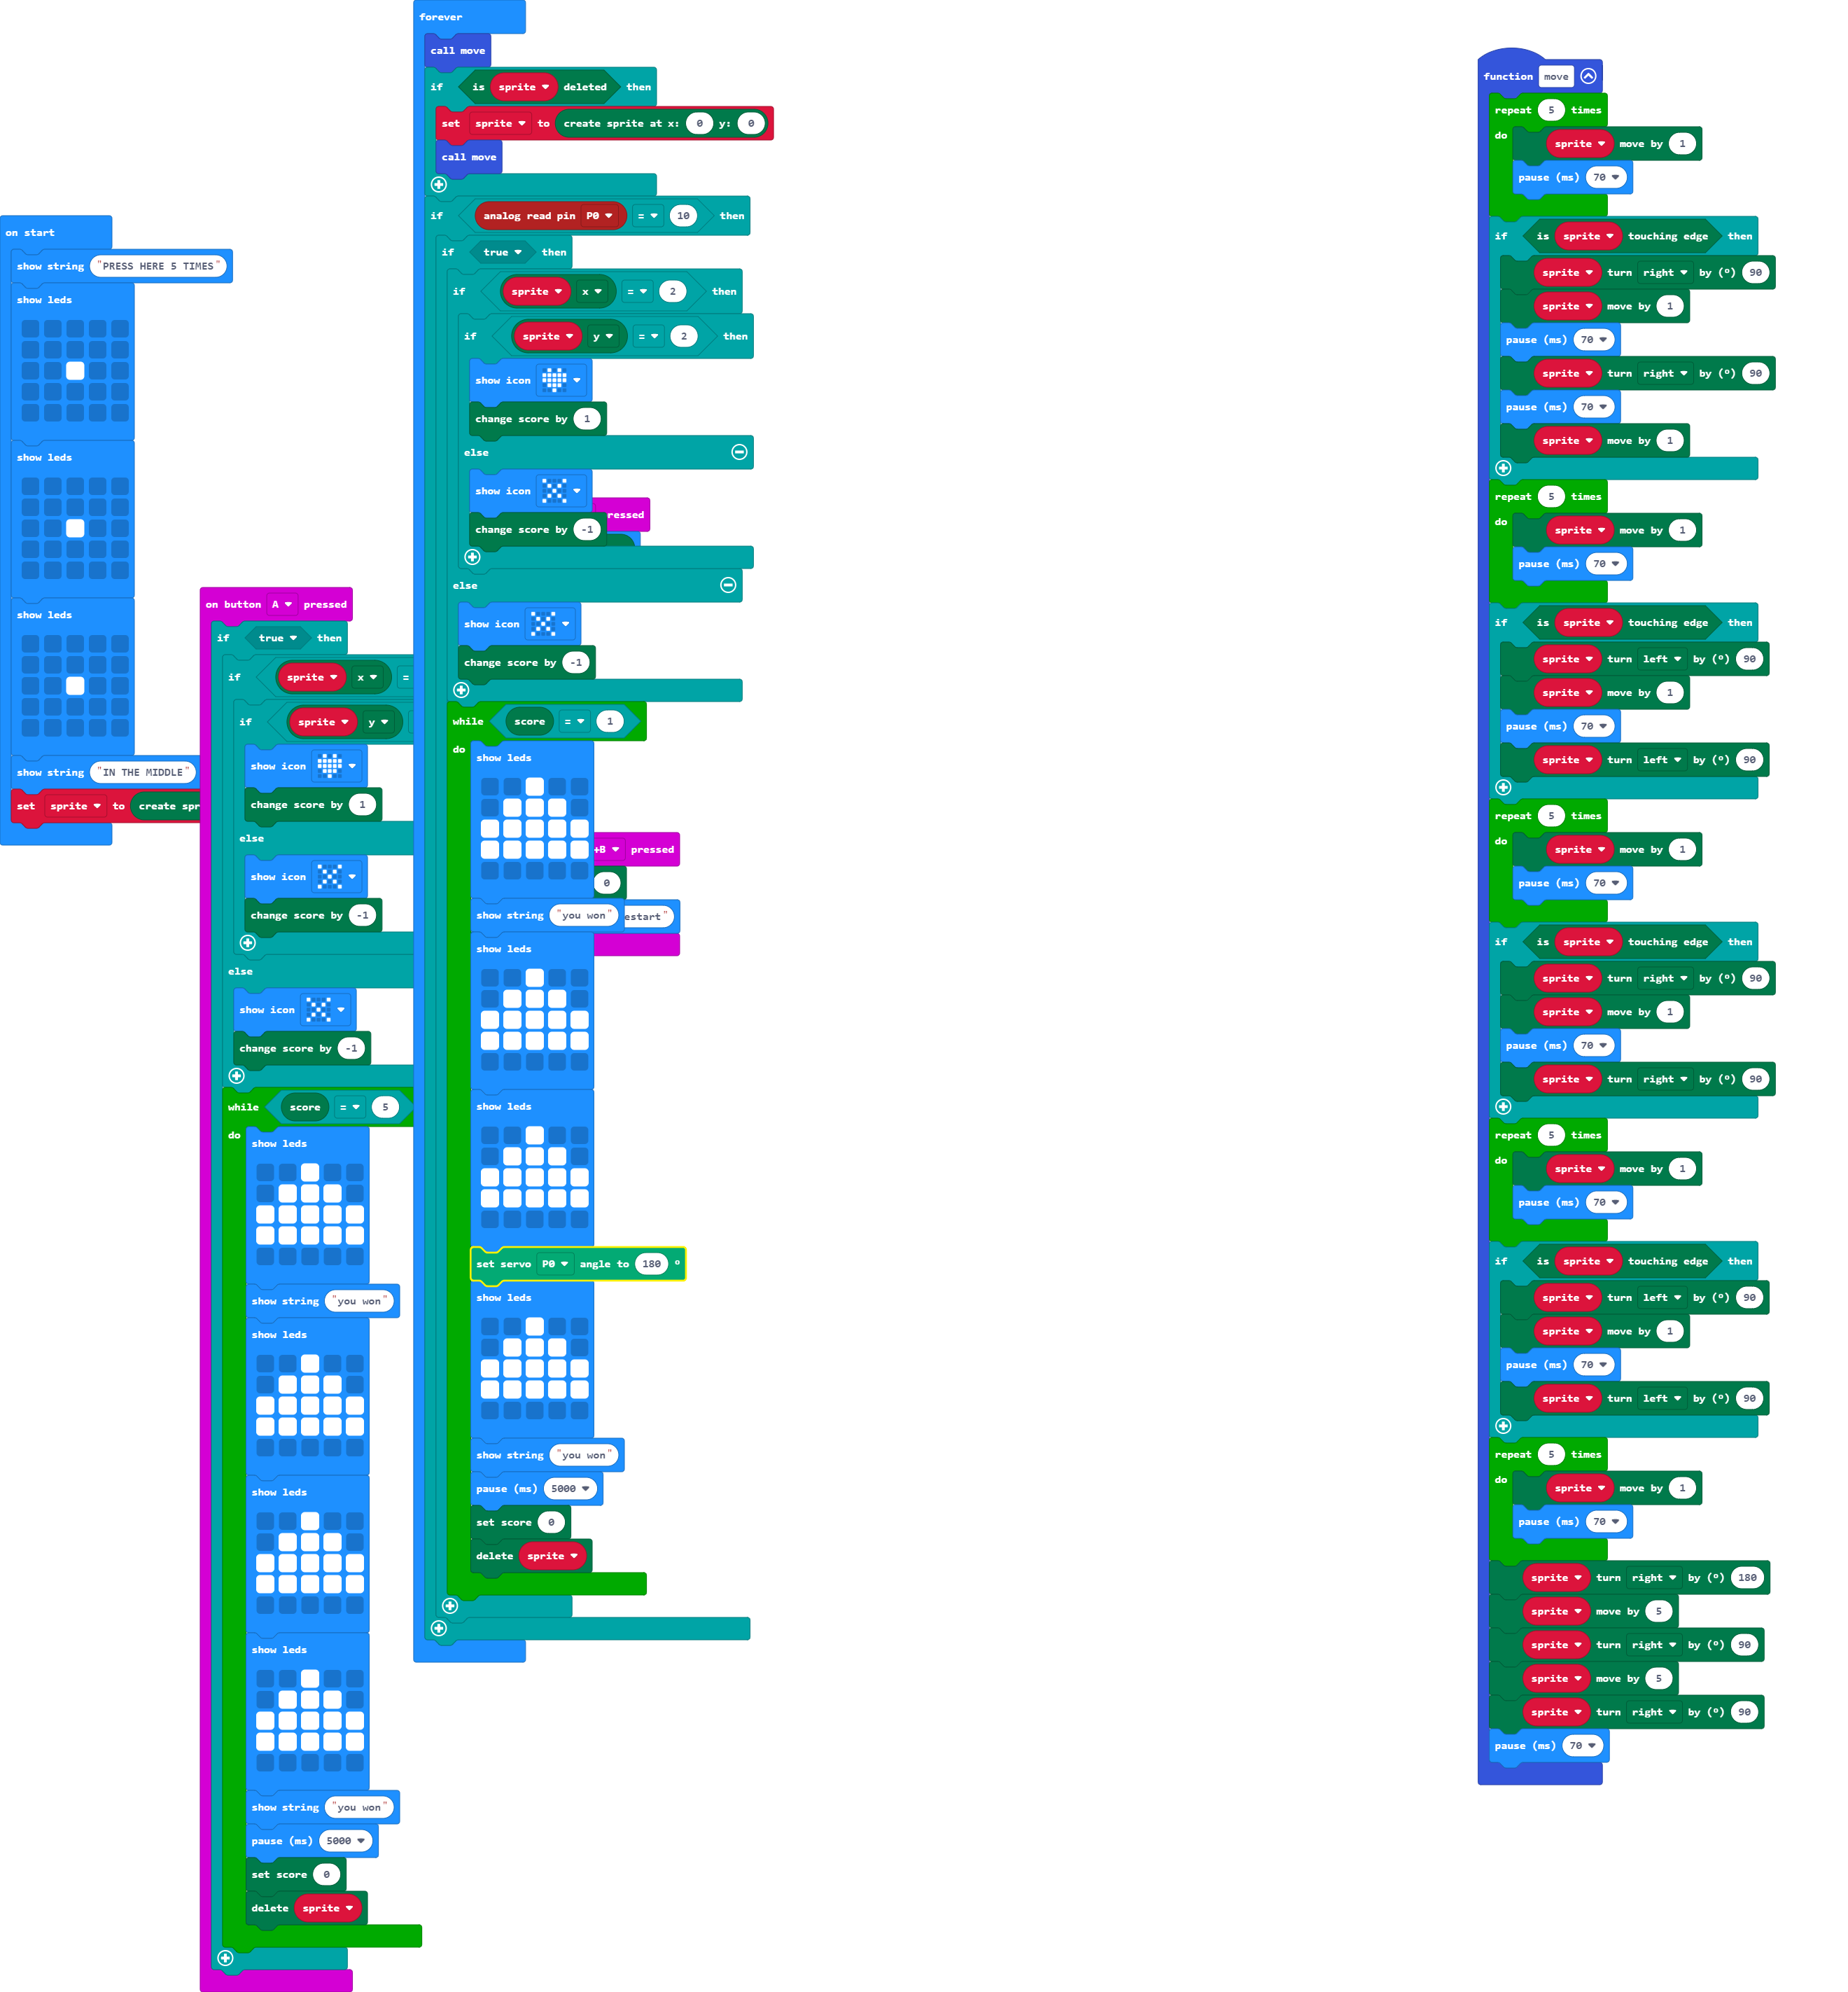 on start
show string "PRESS HERE 5 TIMES"
show leds
show leds
show leds
show string "IN THE MIDDLE"
set sprite to create
on button A pressed
if true then
if sprite x =
if sprite y
show icon
change score by 1
else
show icon
change score by -1
else
show icon
change score by -1
while score = 5
do
show leds
show string "you won"
show leds
show leds
show leds
show string "you won"
pause (ms) 5000
set score 0
delete sprite
forever
call move
if is sprite deleted then
set sprite to create sprite at x: 0 y: 0
call move
if analog read pin P0 = 10 then
if true then
if sprite x = 2 then
if sprite y = 2 then
show icon
change score by 1
else
show icon
change score by -1
else
show icon
change score by -1
while score = 1
do
show leds
show string "you won"
show leds
show leds
set servo P0 angle to 180 °
show leds
show string "you won"
pause (ms) 5000
set score 0
delete sprite
+B pressed
0
function move
repeat 5 times
do
sprite move by 1
pause (ms) 70
if is sprite touching edge then
sprite turn right by (°) 90
sprite move by 1
pause (ms) 70
sprite turn right by (°) 90
pause (ms) 70
sprite move by 1
repeat 5 times
do
sprite move by 1
pause (ms) 70
if is sprite touching edge then
sprite turn left by (°) 90
sprite move by 1
pause (ms) 70
sprite turn left by (°) 90
repeat 5 times
do
sprite move by 1
pause (ms) 70
if is sprite touching edge then
sprite turn right by (°) 90
sprite move by 1
pause (ms) 70
sprite turn right by (°) 90
repeat 5 times
do
sprite move by 1
pause (ms) 70
if is sprite touching edge then
sprite turn left by (°) 90
sprite move by 1
pause (ms) 70
sprite turn left by (°) 90
repeat 5 times
do
sprite move by 1
pause (ms) 70
sprite turn right by (°) 180
sprite move by 5
sprite turn right by (°) 90
sprite move by 5
sprite turn right by (°) 90
pause (ms) 70